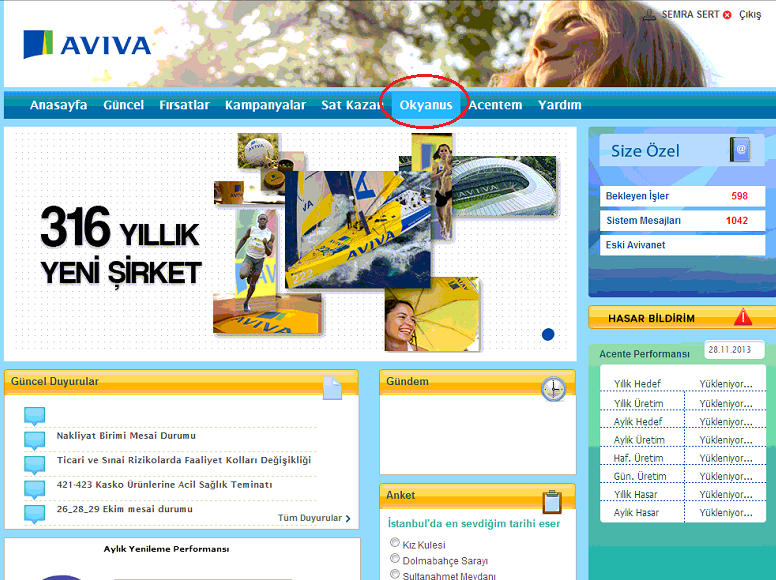 SEMRA SERT Çıkış
AVIVA
Anasayfa Güncel Fırsatlar Kampanyalar Sat Kazan Okyanus Acentem Yardım
Size Özel
Bekleyen İşler 598
Sistem Mesajları 1042
Eski Avivanet
316 YILLIK
YENİ ŞİRKET
AVIVA
AVIVA
HASAR BİLDİRİM
Acente Performansı 28.11.2013
Yıllık Hedef Yükleniyor...
Yıllık Üretim Yükleniyor...
Aylık Hedef Yükleniyor...
Aylık Üretim Yükleniyor...
Haf. Üretim Yükleniyor...
Gün. Üretim Yükleniyor...
Yıllık Hasar Yükleniyor...
Aylık Hasar Yükleniyor...
Güncel Duyurular
Nakliyat Birimi Mesai Durumu
Ticari ve Sınai Rizikolarda Faaliyet Kolları Değişikliği
421-423 Kasko Ürünlerine Acil Sağlık Teminatı
26_28_29 Ekim mesai durumu
Tüm Duyurular
Aylık Yenileme Performansı
Gündem
Anket
İstanbul'da en sevdiğim tarihi eser
Kız Kulesi
Dolmabahçe Sarayı
Sultanahmet Meydanı